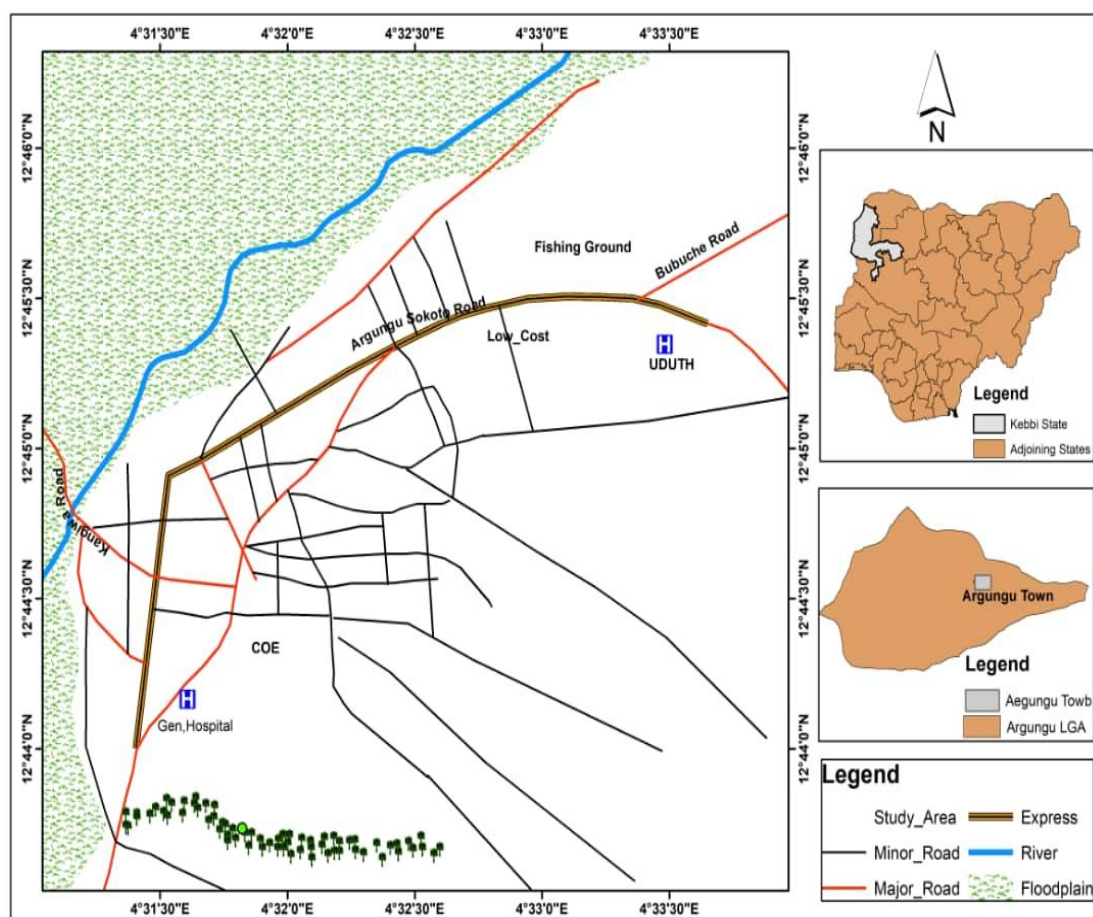 4°31'30"E 4°32'0"E 4°32'30"E 4°33'0"E 4°33'30"E
N
12°46'0"N 12°46'0"N
Fishing Ground
Bubuche Road
12°45'30"N 12°45'30"N
Argungu Sokoto Road
Low_Cost
H
UDUTH
12°45'0"N 12°45'0"N
Kangiwa Road
12°44'30"N 12°44'30"N
COE
H
Gen,Hospital
12°44'0"N 12°44'0"N
4°31'30"E 4°32'0"E 4°32'30"E 4°33'0"E 4°33'30"E
Legend
Kebbi State
Adjoining States
Argungu Town
Legend
Aegungu Towb
Argungu LGA
Legend
Study_Area Express
Minor_Road River
Major_Road Floodplain